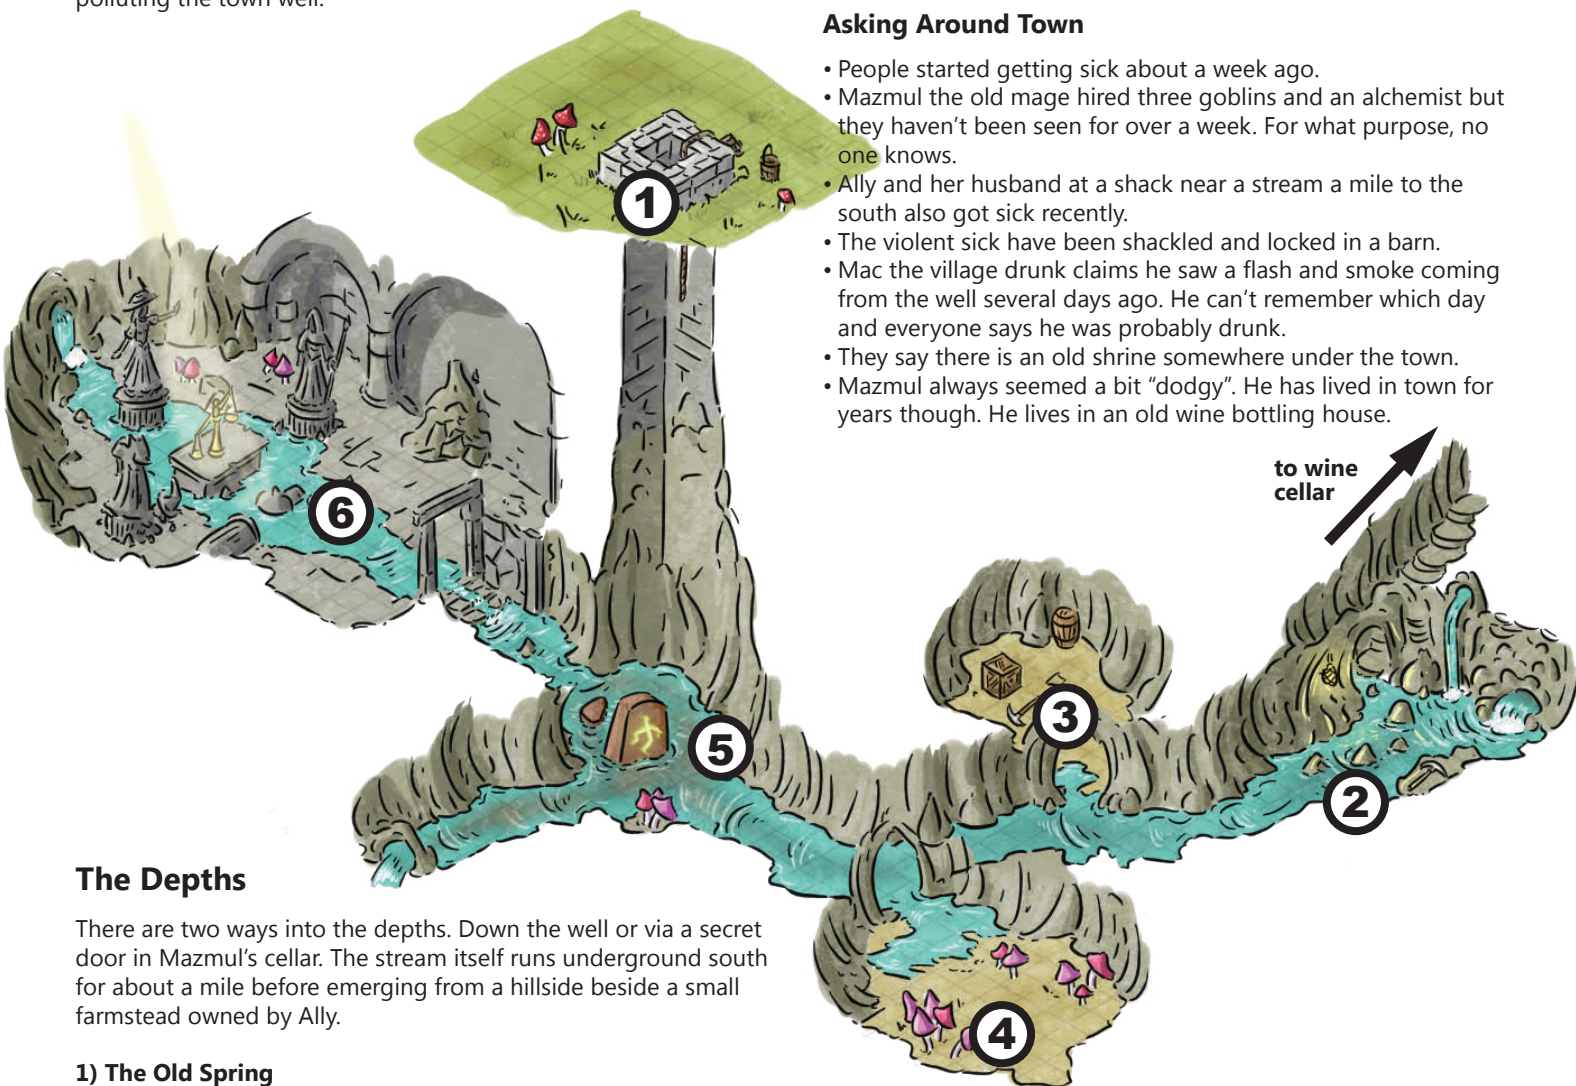 polluting the town well.
Asking Around Town
• People started getting sick about a week ago.
• Mazmul the old mage hired three goblins and an alchemist but
they haven’t been seen for over a week. For what purpose, no
one knows.
• Ally and her husband at a shack near a stream a mile to the
south also got sick recently.
• The violent sick have been shackled and locked in a barn.
• Mac the village drunk claims he saw a flash and smoke coming
from the well several days ago. He can’t remember which day
and everyone says he was probably drunk.
• They say there is an old shrine somewhere under the town.
• Mazmul always seemed a bit “dodgy”. He has lived in town for
years though. He lives in an old wine bottling house.
to wine
cellar
1
6
3
5
2
4
The Depths
There are two ways into the depths. Down the well or via a secret
door in Mazmul’s cellar. The stream itself runs underground south
for about a mile before emerging from a hillside beside a small
farmstead owned by Ally.
1) The Old Spring